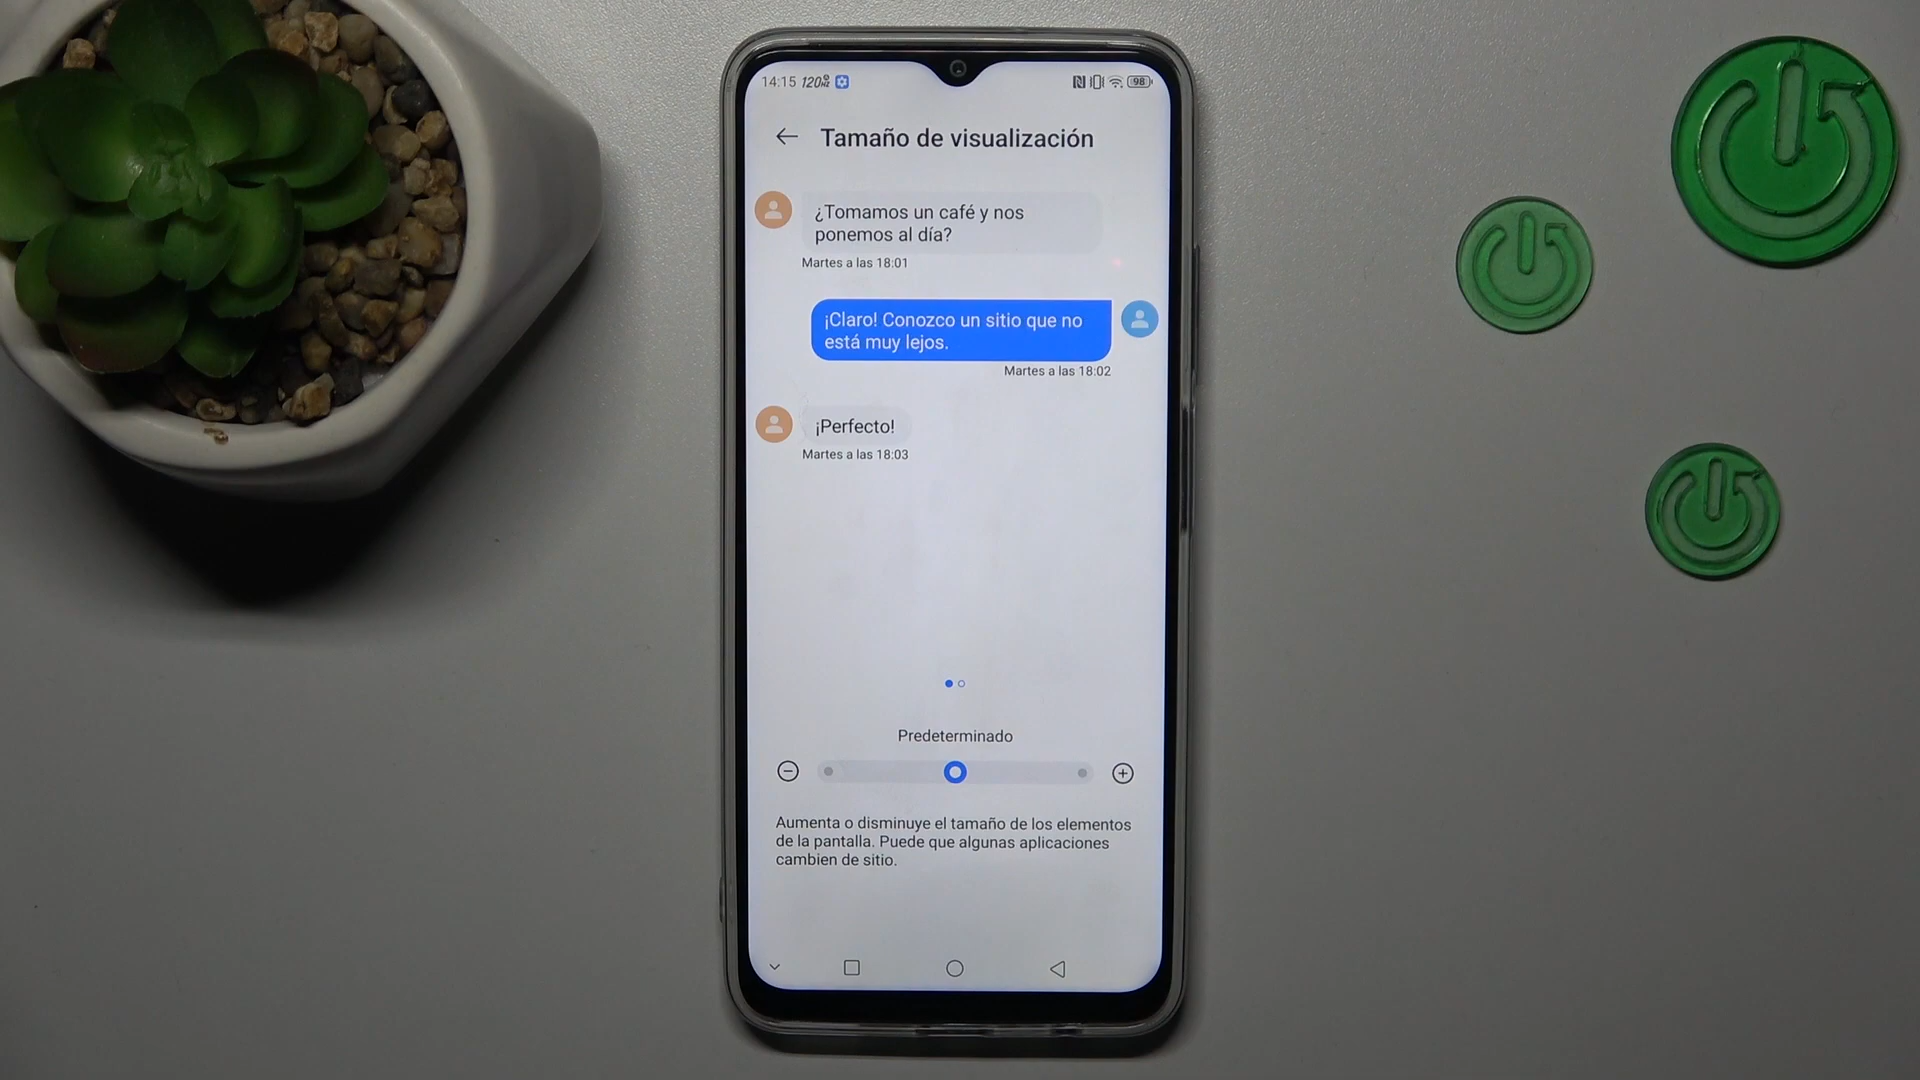 14:15 120HZ 98
Tamaño de visualización
¿Tomamos un café y nos
ponemos al día?
Martes a las 18:01
¡Claro! Conozco un sitio que no
está muy lejos.
Martes a las 18:02
¡Perfecto!
Martes a las 18:03
Predeterminado
Aumenta o disminuye el tamaño de los elementos
de la pantalla. Puede que algunas aplicaciones
cambien de sitio.